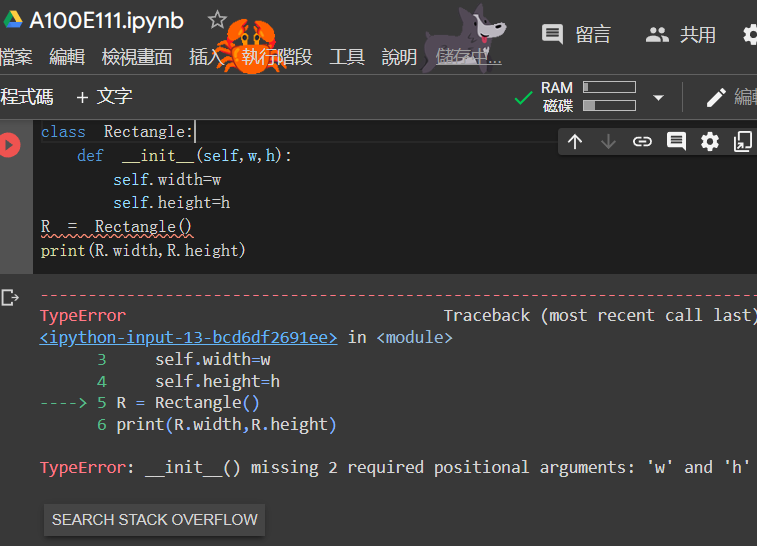 A100E111.ipynb
留言 共用
檔案 編輯 檢視畫面 插入 執行階段 工具 說明 儲存中...
程式碼 + 文字
RAM
磁碟
編輯
class Rectangle:
def __init__(self,w,h):
self.width=w
self.height=h
R = Rectangle()
print(R.width,R.height)
---------------------------------------------------------------------------
TypeError Traceback (most recent call last)
<ipython-input-13-bcd6df2691ee> in <module>
3 self.width=w
4 self.height=h
----> 5 R = Rectangle()
6 print(R.width,R.height)
TypeError: __init__() missing 2 required positional arguments: 'w' and 'h'
SEARCH STACK OVERFLOW